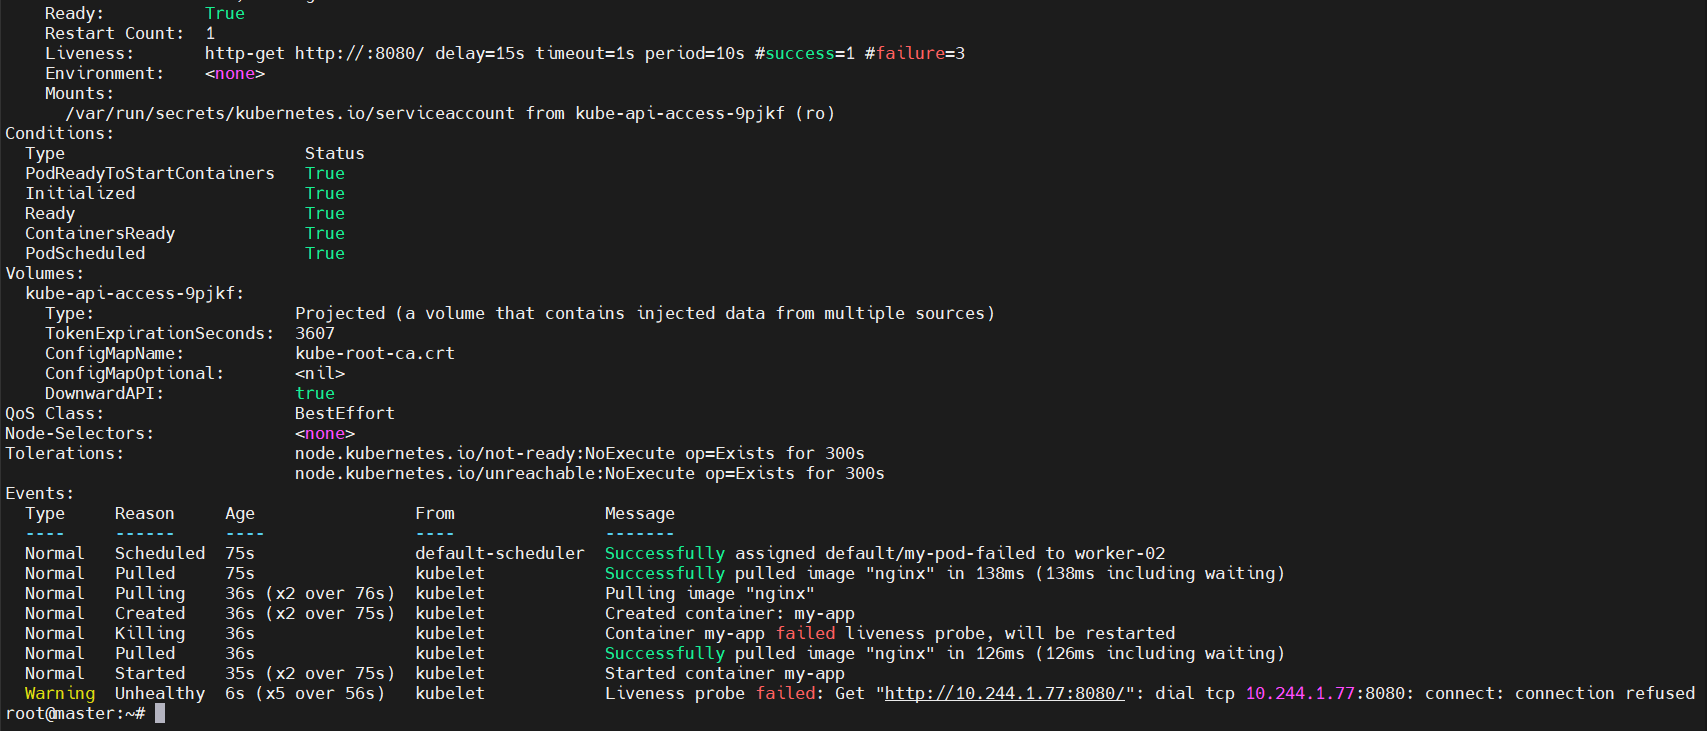 Ready: True
Restart Count: 1
Liveness: http-get http://:8080/ delay=15s timeout=1s period=10s #success=1 #failure=3
Environment: <none>
Mounts:
/var/run/secrets/kubernetes.io/serviceaccount from kube-api-access-9pjkf (ro)
Conditions:
Type Status
PodReadyToStartContainers True
Initialized True
Ready True
ContainersReady True
PodScheduled True
Volumes:
kube-api-access-9pjkf:
Type: Projected (a volume that contains injected data from multiple sources)
TokenExpirationSeconds: 3607
ConfigMapName: kube-root-ca.crt
ConfigMapOptional: <nil>
DownwardAPI: true
QoS Class: BestEffort
Node-Selectors: <none>
Tolerations: node.kubernetes.io/not-ready:NoExecute op=Exists for 300s
node.kubernetes.io/unreachable:NoExecute op=Exists for 300s
Events:
Type Reason Age From Message
---- ------ ---- ---- -------
Normal Scheduled 75s default-scheduler Successfully assigned default/my-pod-failed to worker-02
Normal Pulled 75s kubelet Successfully pulled image "nginx" in 138ms (138ms including waiting)
Normal Pulling 36s (x2 over 76s) kubelet Pulling image "nginx"
Normal Created 36s (x2 over 75s) kubelet Created container: my-app
Normal Killing 36s kubelet Container my-app failed liveness probe, will be restarted
Normal Pulled 36s kubelet Successfully pulled image "nginx" in 126ms (126ms including waiting)
Normal Started 35s (x2 over 75s) kubelet Started container my-app
Warning Unhealthy 6s (x5 over 56s) kubelet Liveness probe failed: Get "http://10.244.1.77:8080/": dial tcp 10.244.1.77:8080: connect: connection refused
root@master:~#